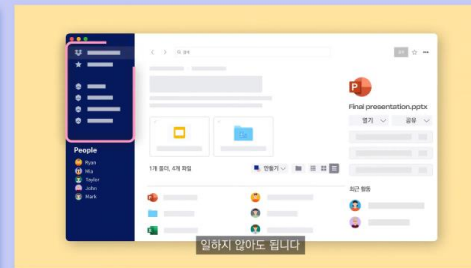 Final presentation.pptx
열기
공유
People
Ryan
Mia
Taylor
John
Mark
1개 폴더, 4개 파일
만들기
최근 활동
일하지 않아도 됩니다